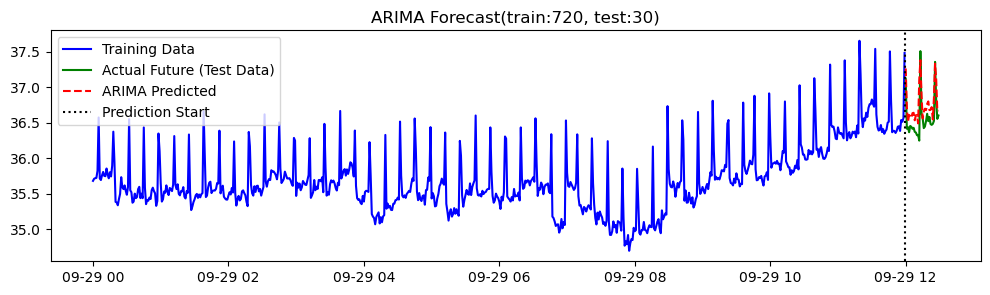 ARIMA Forecast(train:720, test:30)
Training Data
Actual Future (Test Data)
ARIMA Predicted
Prediction Start
37.5
37.0
36.5
36.0
35.5
35.0
09-29 00 09-29 02 09-29 04 09-29 06 09-29 08 09-29 10 09-29 12